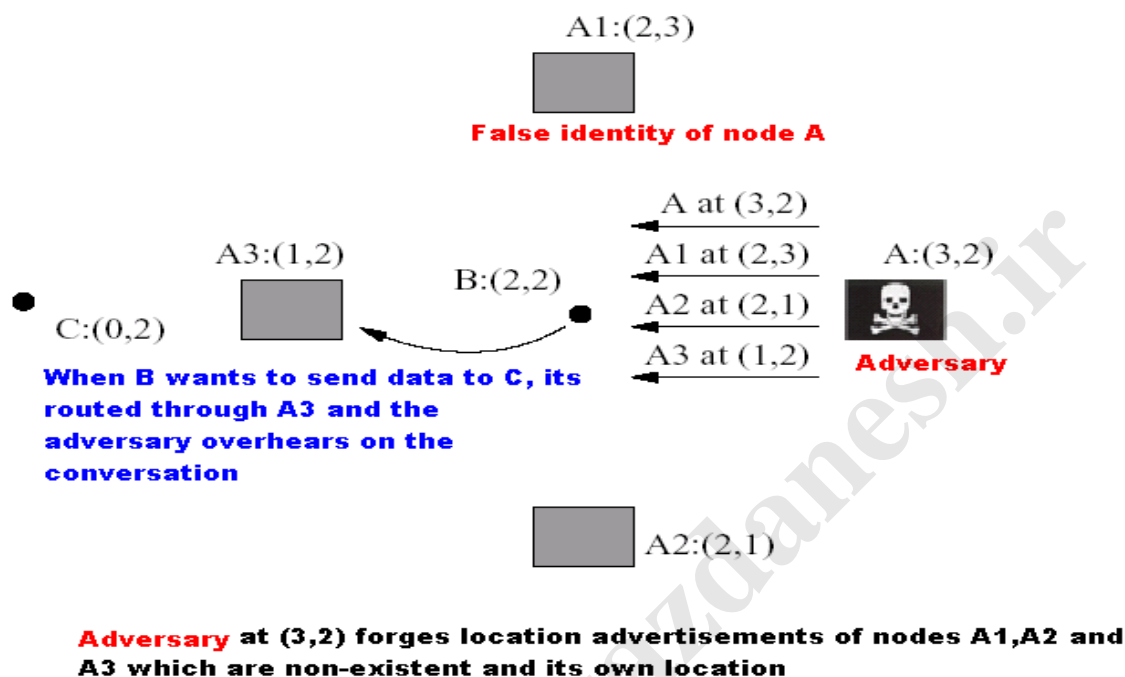 A1:(2,3)
False identity of node A
A at (3,2)
A1 at (2,3)
A2 at (2,1)
A3 at (1,2)
A:(3,2)
Adversary
A3:(1,2)
B:(2,2)
C:(0,2)
When B wants to send data to C, its
routed through A3 and the
adversary overhears on the
conversation
A2:(2,1)
Adversary at (3,2) forges location advertisements of nodes A1,A2 and
A3 which are non-existent and its own location
ozdanesh.ir